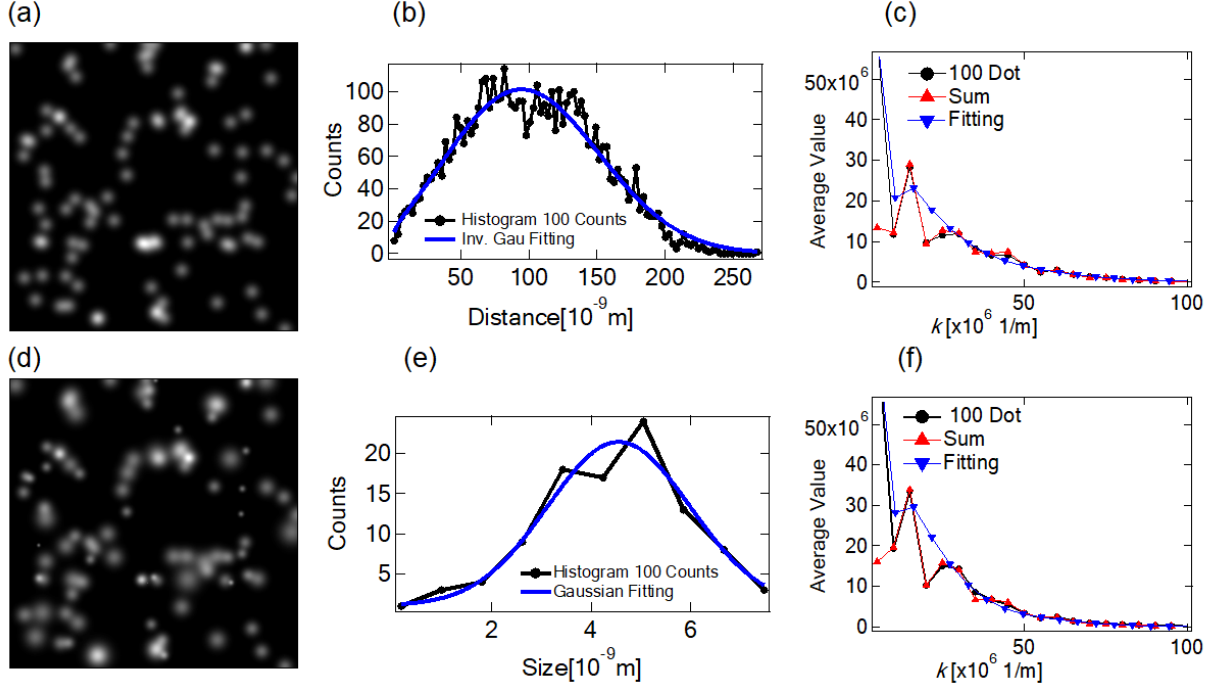 (a)
(b)
(c)
100
80
60
40
20
0
Counts
Histogram 100 Counts
Inv. Gau Fitting
50
100
150
200
250
Distance[10⁻⁹m]
50x10⁶
40
30
20
10
0
Average Value
100 Dot
Sum
Fitting
50
100
k [x10⁶ 1/m]
(d)
(e)
(f)
20
15
10
5
Counts
Histogram 100 Counts
Gaussian Fitting
2
4
6
Size[10⁻⁹m]
50x10⁶
40
30
20
10
0
Average Value
100 Dot
Sum
Fitting
50
100
k [x10⁶ 1/m]